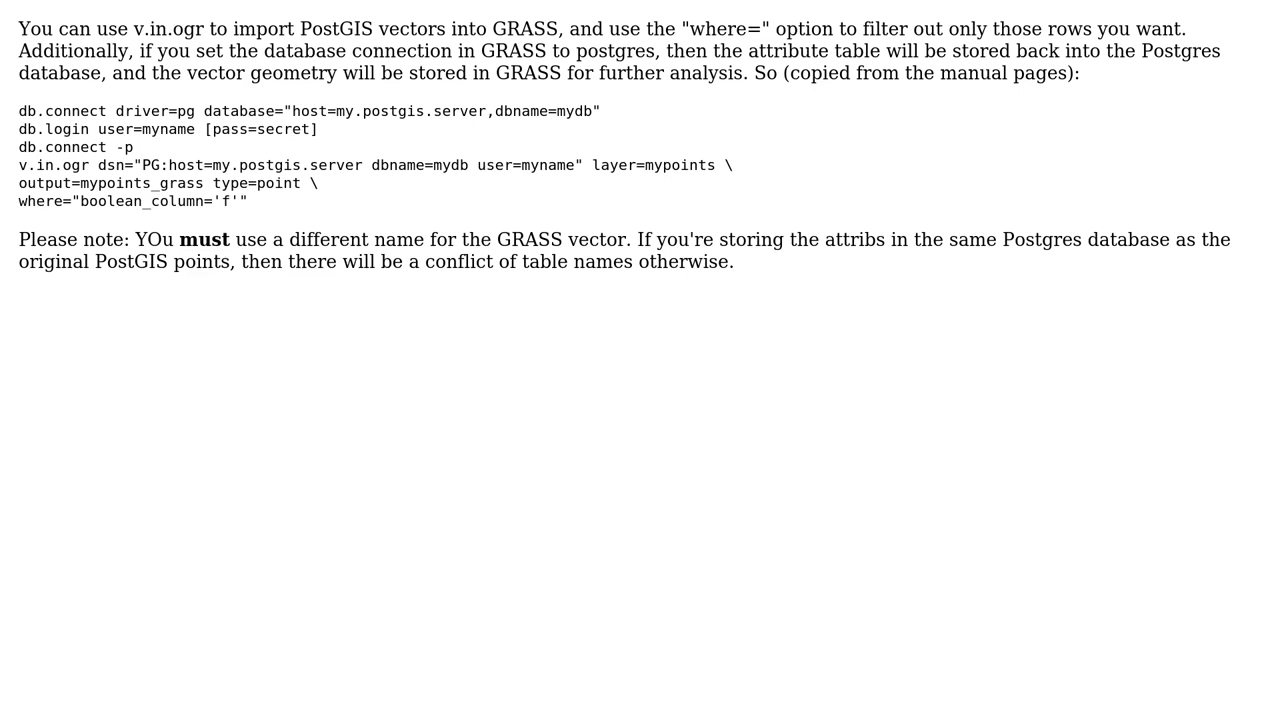 You can use v.in.ogr to import PostGIS vectors into GRASS, and use the "where=" option to filter out only those rows you want.
Additionally, if you set the database connection in GRASS to postgres, then the attribute table will be stored back into the Postgres
database, and the vector geometry will be stored in GRASS for further analysis. So (copied from the manual pages):
db.connect driver=pg database="host=my.postgis.server,dbname=mydb"
db.login user=myname [pass=secret]
db.connect -p
v.in.ogr dsn="PG:host=my.postgis.server dbname=mydb user=myname" layer=mypoints \
output=mypoints_grass type=point \
where="boolean_column='f'"
Please note: YOu must use a different name for the GRASS vector. If you're storing the attribs in the same Postgres database as the
original PostGIS points, then there will be a conflict of table names otherwise.